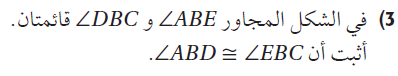 (3 في الشكل المجاور ∠ABE و ∠DBC قائمتان.
أثبت أن ∠ABD ≅ ∠EBC.